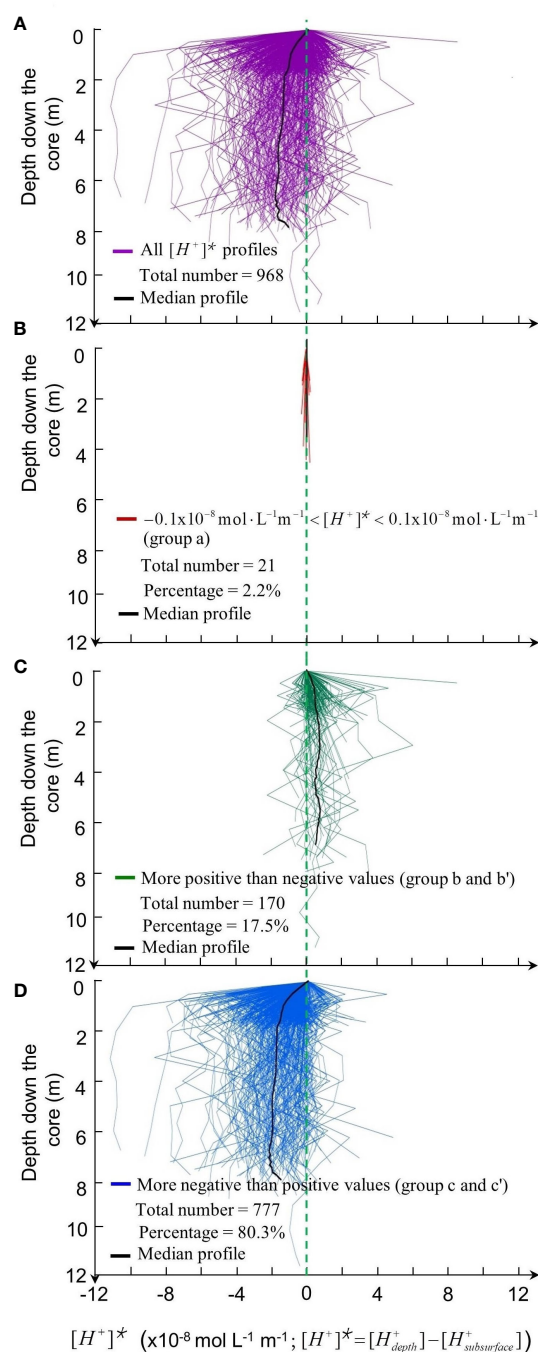 A
0
2
4
6
8
10
12
Depth down the
core (m)
All [H⁺]* profiles
Total number = 968
Median profile
B
0
2
4
6
8
10
12
Depth down the
core (m)
−0.1x10⁻⁸ mol·L⁻¹m⁻¹ < [H⁺]* < 0.1x10⁻⁸ mol·L⁻¹m⁻¹
(group a)
Total number = 21
Percentage = 2.2%
Median profile
C
0
2
4
6
8
10
12
Depth down the
core (m)
More positive than negative values (group b and b')
Total number = 170
Percentage = 17.5%
Median profile
D
0
2
4
6
8
10
12
Depth down the
core (m)
More negative than positive values (group c and c')
Total number = 777
Percentage = 80.3%
Median profile
-12 -8 -4 0 4 8 12
[H⁺]* (x10⁻⁸ mol L⁻¹ m⁻¹; [H⁺]*=[H⁺depth]−[H⁺subsurface])